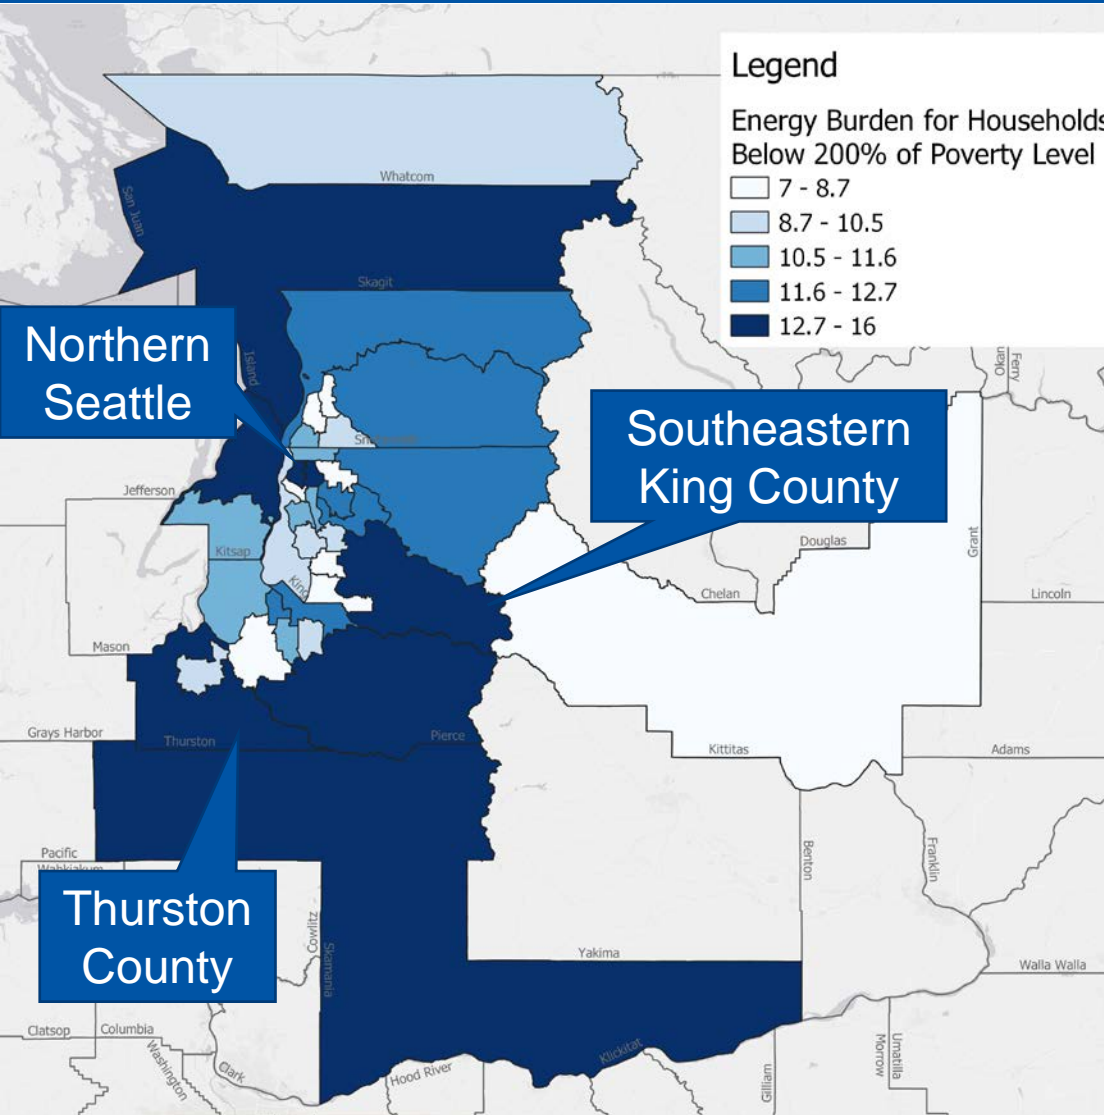 Legend
Energy Burden for Households
Below 200% of Poverty Level
7 - 8.7
8.7 - 10.5
10.5 - 11.6
11.6 - 12.7
12.7 - 16
Whatcom
San Juan
Skagit
Island
Northern
Seattle
Southeastern
King County
Ferry
Jefferson
Kitsap
King
Douglas
Grant
Chelan
Lincoln
Mason
Grays Harbor
Thurston
Pierce
Kittitas
Adams
Pacific
Wahkiakum
Benton
Franklin
Thurston
County
Cowlitz
Skamania
Yakima
Walla Walla
Clatsop
Columbia
Washington
Clark
Hood River
Klickitat
Gilliam
Morrow
Umatilla